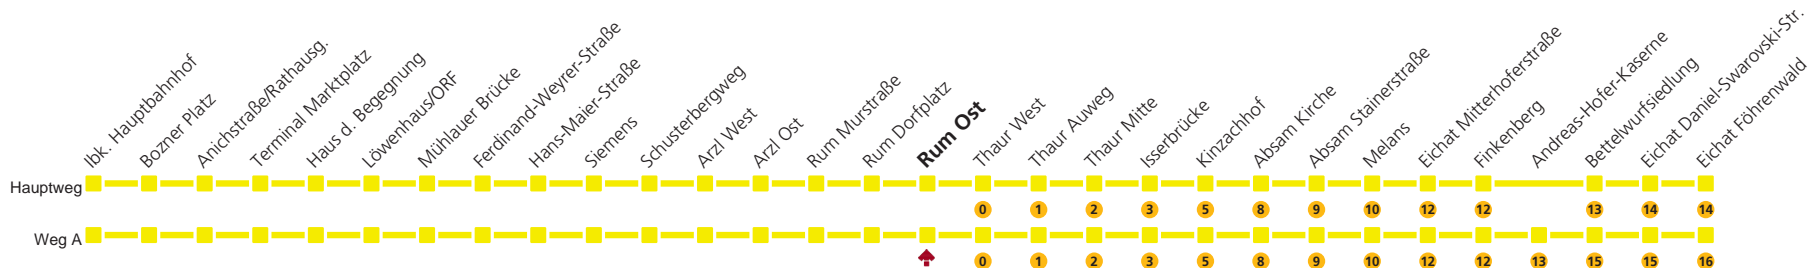 Ibk. Hauptbahnhof
Bozner Platz
Anichstraße/Rathausg.
Terminal Marktplatz
Haus d. Begegnung
Löwenhaus/ORF
Mühlauer Brücke
Ferdinand-Weyrer-Straße
Hans-Maier-Straße
Siemens
Schusterbergweg
Arzl West
Arzl Ost
Rum Murstraße
Rum Dorfplatz
Rum Ost
Thaur West
Thaur Auweg
Thaur Mitte
Isserbrücke
Kinzachhof
Absam Kirche
Absam Stainerstraße
Melans
Eichat Mitterhoferstraße
Finkenberg
Andreas-Hofer-Kaserne
Bettelwurfsiedlung
Eichat Daniel-Swarovski-Str.
Eichat Föhrenwald
Hauptweg
0 1 2 3 5 8 9 10 12 12 13 14 14
Weg A
0 1 2 3 5 8 9 10 12 12 13 15 15 16